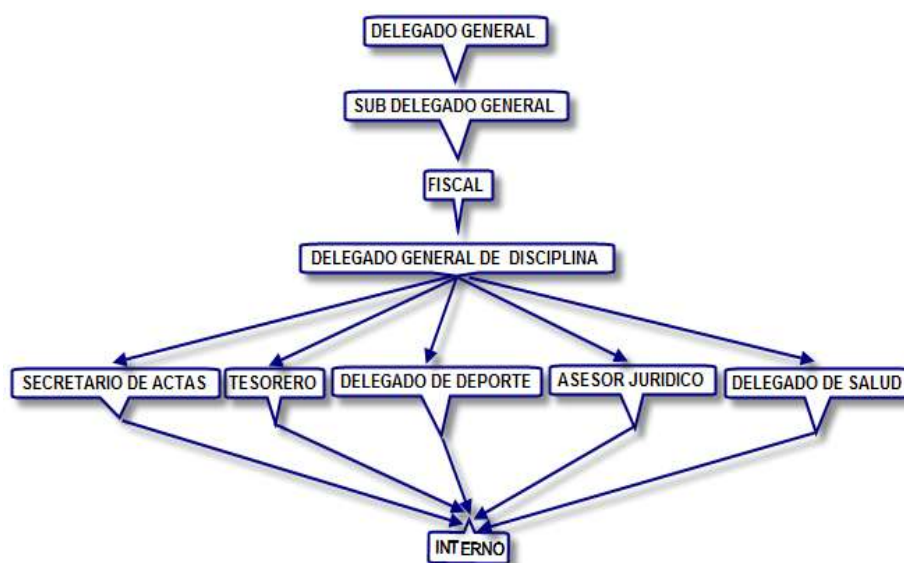 DELEGADO GENERAL
SUB DELEGADO GENERAL
FISCAL
DELEGADO GENERAL DE DISCIPLINA
SECRETARIO DE ACTAS
TESORERO
DELEGADO DE DEPORTE
ASESOR JURIDICO
DELEGADO DE SALUD
INTERNO